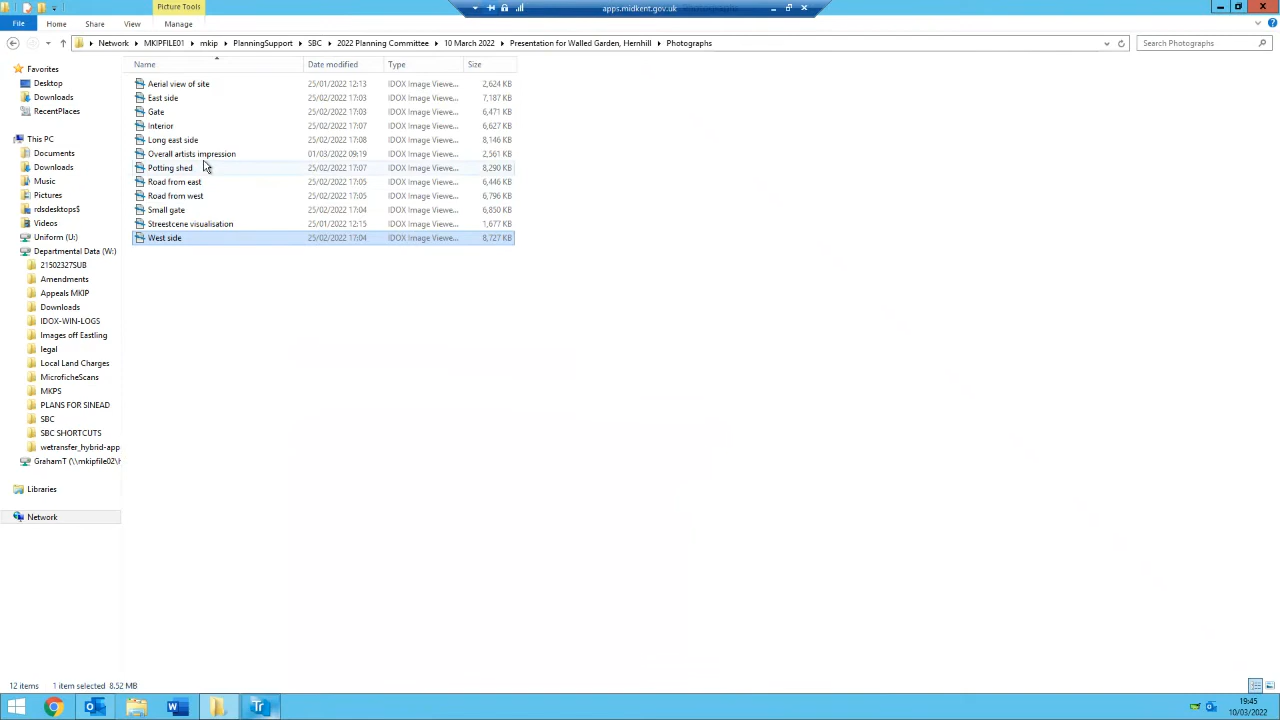 Picture Tools
apps.midkent.gov.uk
File Home Share View Manage
Network MKIPFILE01 mkip PlanningSupport SBC 2022 Planning Committee 10 March 2022 Presentation for Walled Garden, Hernhill Photographs
Search Photographs
Name Date modified Type Size
Favorites
Desktop
Downloads
RecentPlaces
This PC
Documents
Downloads
Music
Pictures
rdsdesktops$
Videos
Uniform (U:)
Departmental Data (W:)
21502327SUB
Amendments
Appeals MKIP
Downloads
IDOX-WIN-LOGS
Images off Eastling
legal
Local Land Charges
MicroficheScans
MKPS
PLANS FOR SINEAD
SBC
SBC SHORTCUTS
wetransfer_hybrid-app
GrahamT (\\mkipfile02\h
Libraries
Network
Aerial view of site 25/01/2022 12:13 IDOX Image Viewe... 2,624 KB
East side 25/02/2022 17:03 IDOX Image Viewe... 7,187 KB
Gate 25/02/2022 17:03 IDOX Image Viewe... 6,471 KB
Interior 25/02/2022 17:07 IDOX Image Viewe... 6,627 KB
Long east side 25/02/2022 17:08 IDOX Image Viewe... 8,146 KB
Overall artists impression 01/03/2022 09:19 IDOX Image Viewe... 2,561 KB
Potting shed 25/02/2022 17:07 IDOX Image Viewe... 8,290 KB
Road from east 25/02/2022 17:05 IDOX Image Viewe... 6,446 KB
Road from west 25/02/2022 17:05 IDOX Image Viewe... 6,796 KB
Small gate 25/02/2022 17:04 IDOX Image Viewe... 6,850 KB
Streestcene visualisation 25/01/2022 12:15 IDOX Image Viewe... 1,677 KB
West side 25/02/2022 17:04 IDOX Image Viewe... 8,727 KB
12 items 1 item selected 8.52 MB
Tr
19:45
10/03/2022